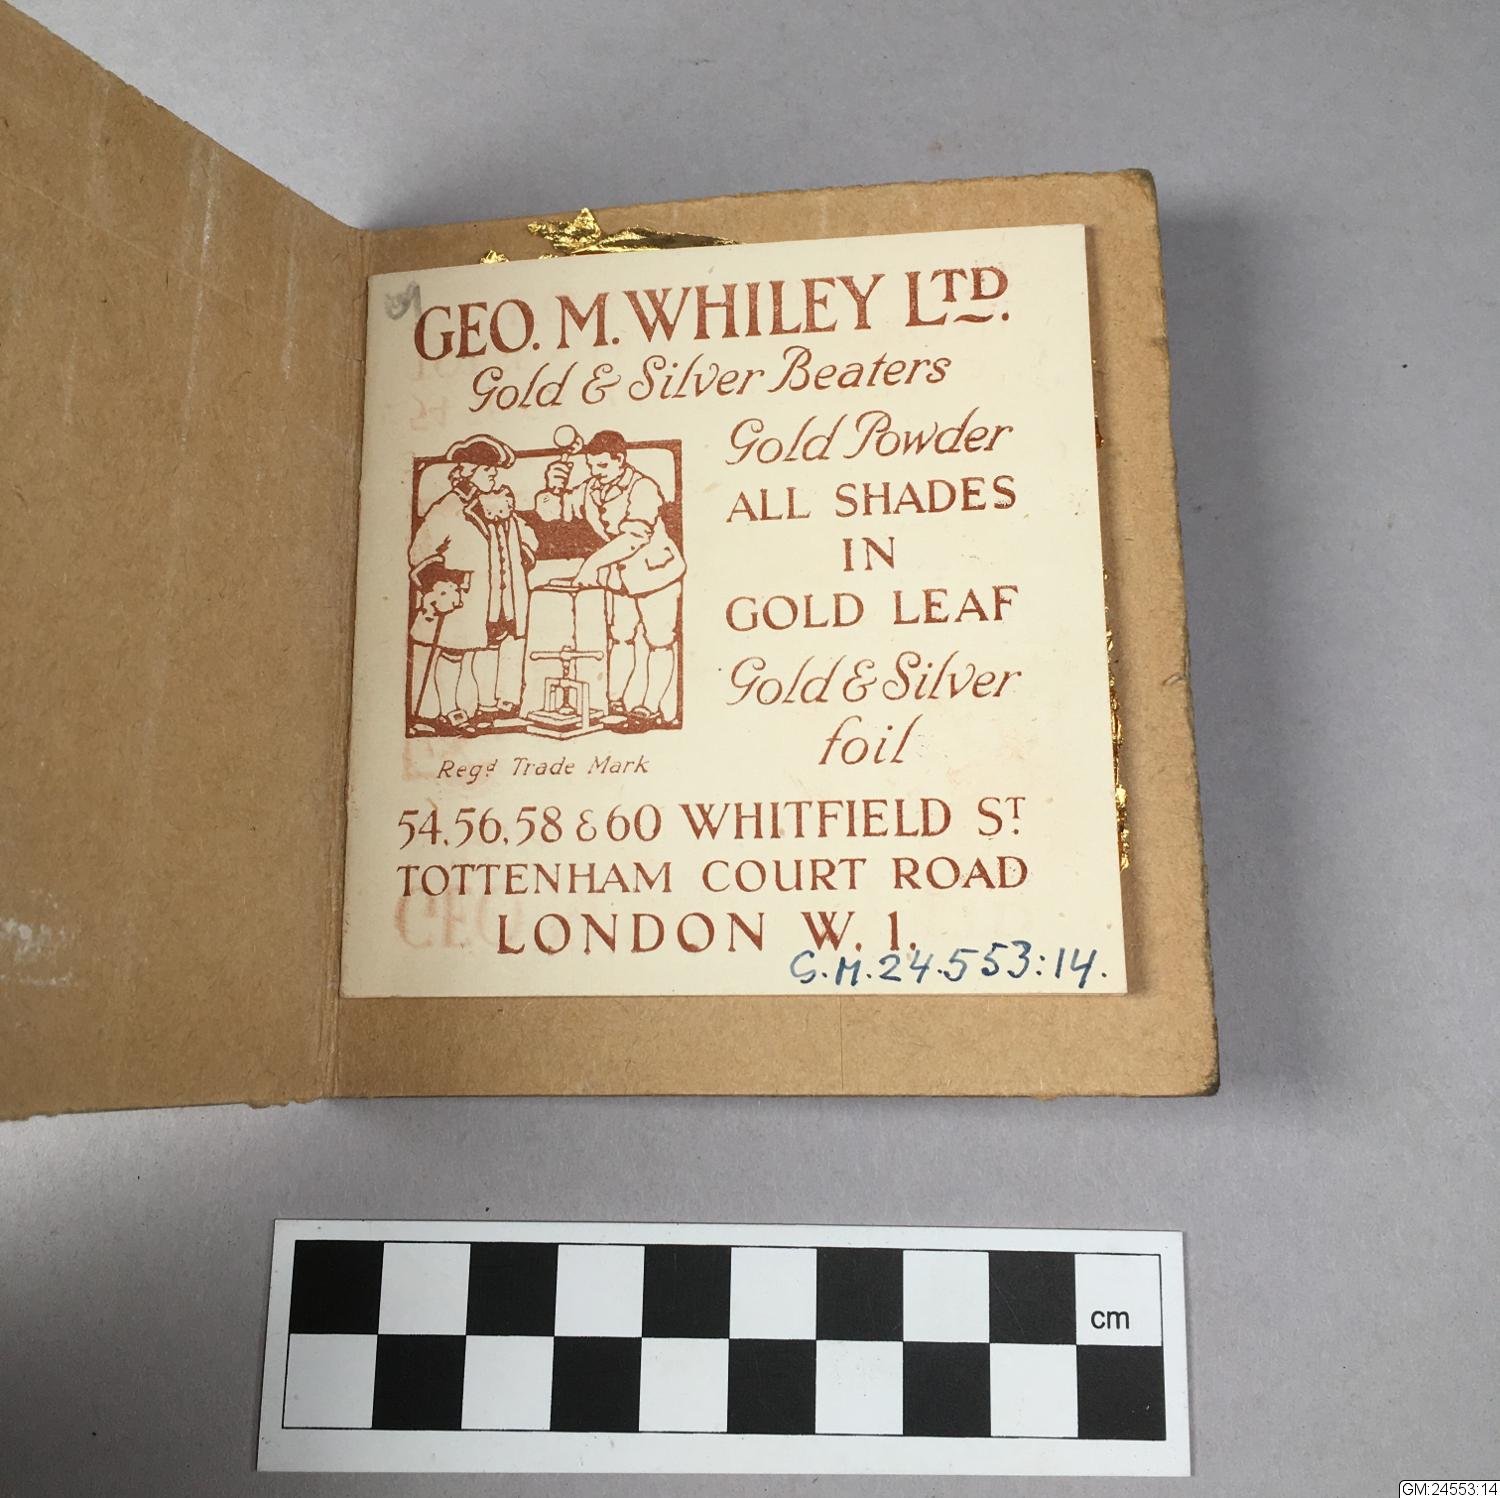 GEO. M. WHILEY LTD.
Gold & Silver Beaters
Gold Powder
ALL SHADES
IN
GOLD LEAF
Gold & Silver
foil
Regd Trade Mark
54, 56, 58 & 60 WHITFIELD ST.
TOTTENHAM COURT ROAD
LONDON W. 1.
G.M. 24.553:14.
cm
GM:24553:14